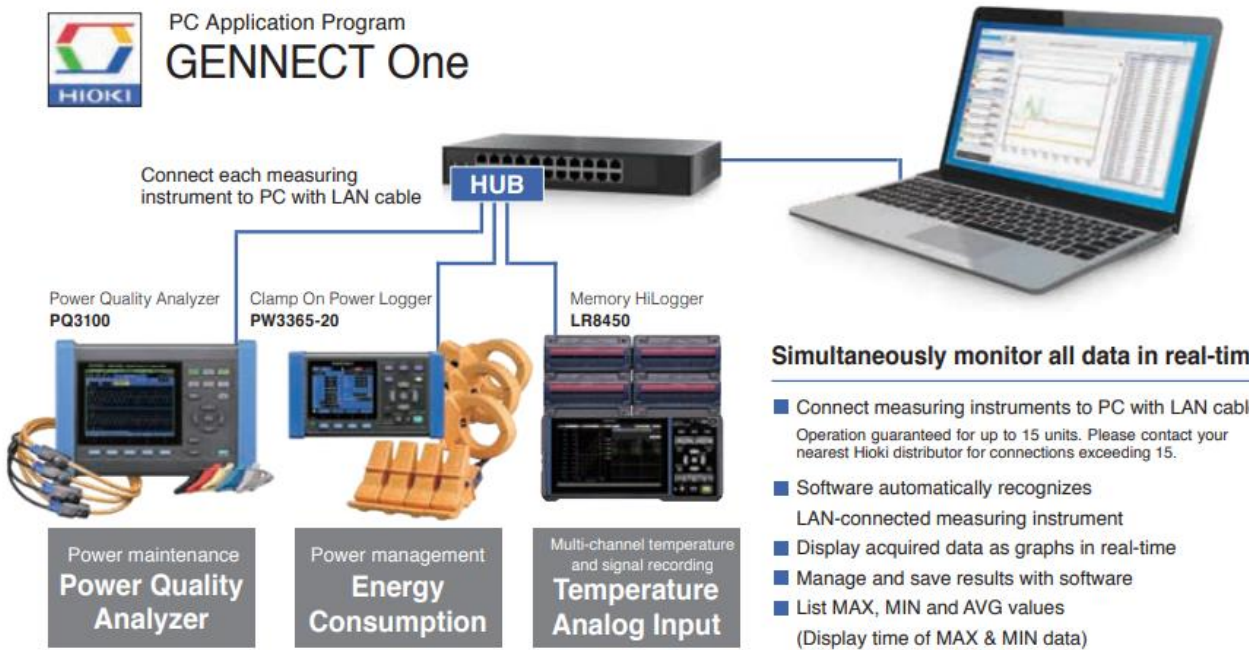 HIOKI
PC Application Program
GENNECT One
Connect each measuring
instrument to PC with LAN cable
HUB
Power Quality Analyzer
PQ3100
Clamp On Power Logger
PW3365-20
Memory HiLogger
LR8450
Power maintenance
Power Quality
Analyzer
Power management
Energy
Consumption
Multi-channel temperature
and signal recording
Temperature
Analog Input
Simultaneously monitor all data in real-tim
Connect measuring instruments to PC with LAN cabl
Operation guaranteed for up to 15 units. Please contact your
nearest Hioki distributor for connections exceeding 15.
Software automatically recognizes
LAN-connected measuring instrument
Display acquired data as graphs in real-time
Manage and save results with software
List MAX, MIN and AVG values
(Display time of MAX & MIN data)